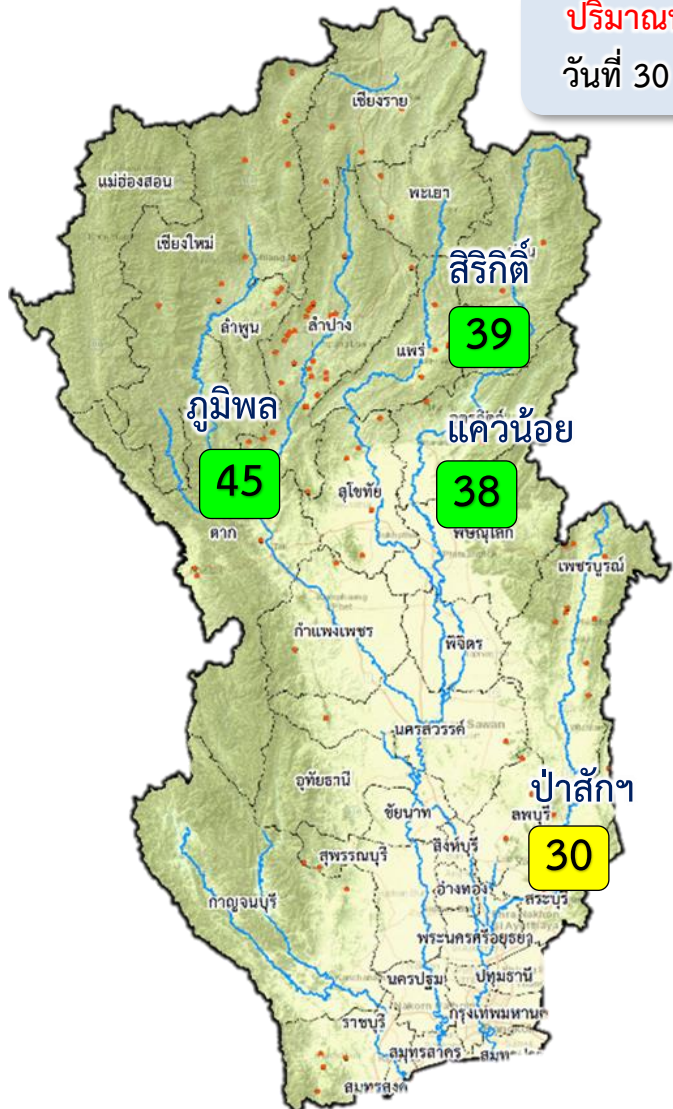 วันที่ 30
เชียงราย
แม่ฮ่องสอน
พะเยา
เชียงใหม่
สิริกิติ์
39
ลำพูน
ลำปาง
แพร่
ภูมิพล
45
แควน้อย
38
สุโขทัย
ตาก
พิษณุโลก
เพชรบูรณ์
กำแพงเพชร
พิจิตร
นครสวรรค์
Sawan
อุทัยธานี
ป่าสักฯ
30
ชัยนาท
ลพบุรี
สิงห์บุรี
สุพรรณบุรี
อ่างทอง
สระบุรี
กาญจนบุรี
พระนครศรีอยุธยา
นครปฐม
ปทุมธานี
ราชบุรี
กรุงเทพมหานค
สมุทรสาคร
สมุทรสงค